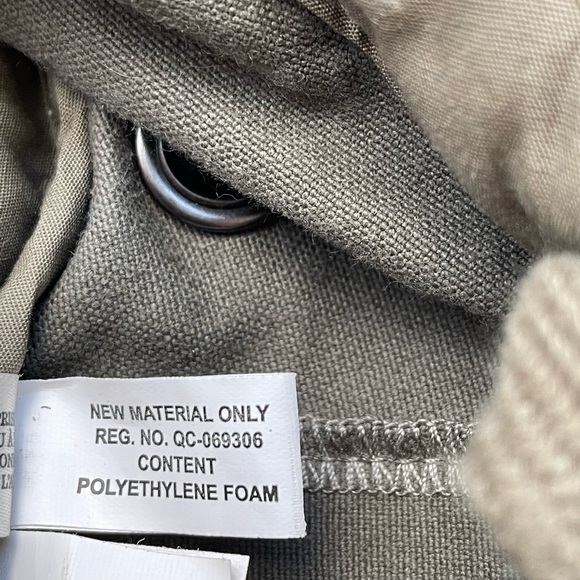 NEW MATERIAL ONLY
REG. NO. QC-069306
CONTENT
POLYETHYLENE FOAM